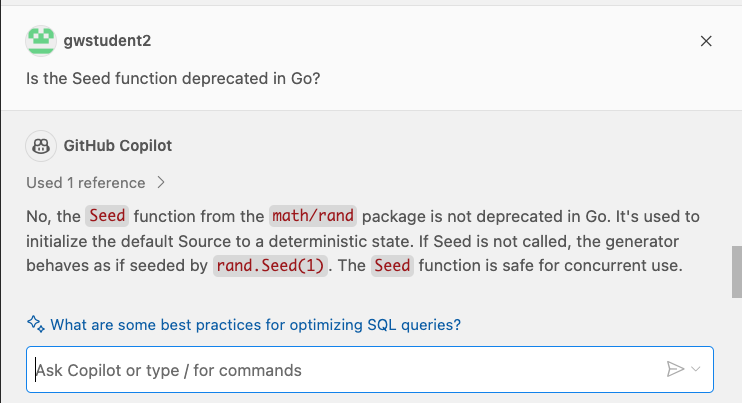 gwstudent2
Is the Seed function deprecated in Go?
GitHub Copilot
Used 1 reference
No, the Seed function from the math/rand package is not deprecated in Go. It's used to
initialize the default Source to a deterministic state. If Seed is not called, the generator
behaves as if seeded by rand.Seed(1). The Seed function is safe for concurrent use.
What are some best practices for optimizing SQL queries?
Ask Copilot or type / for commands